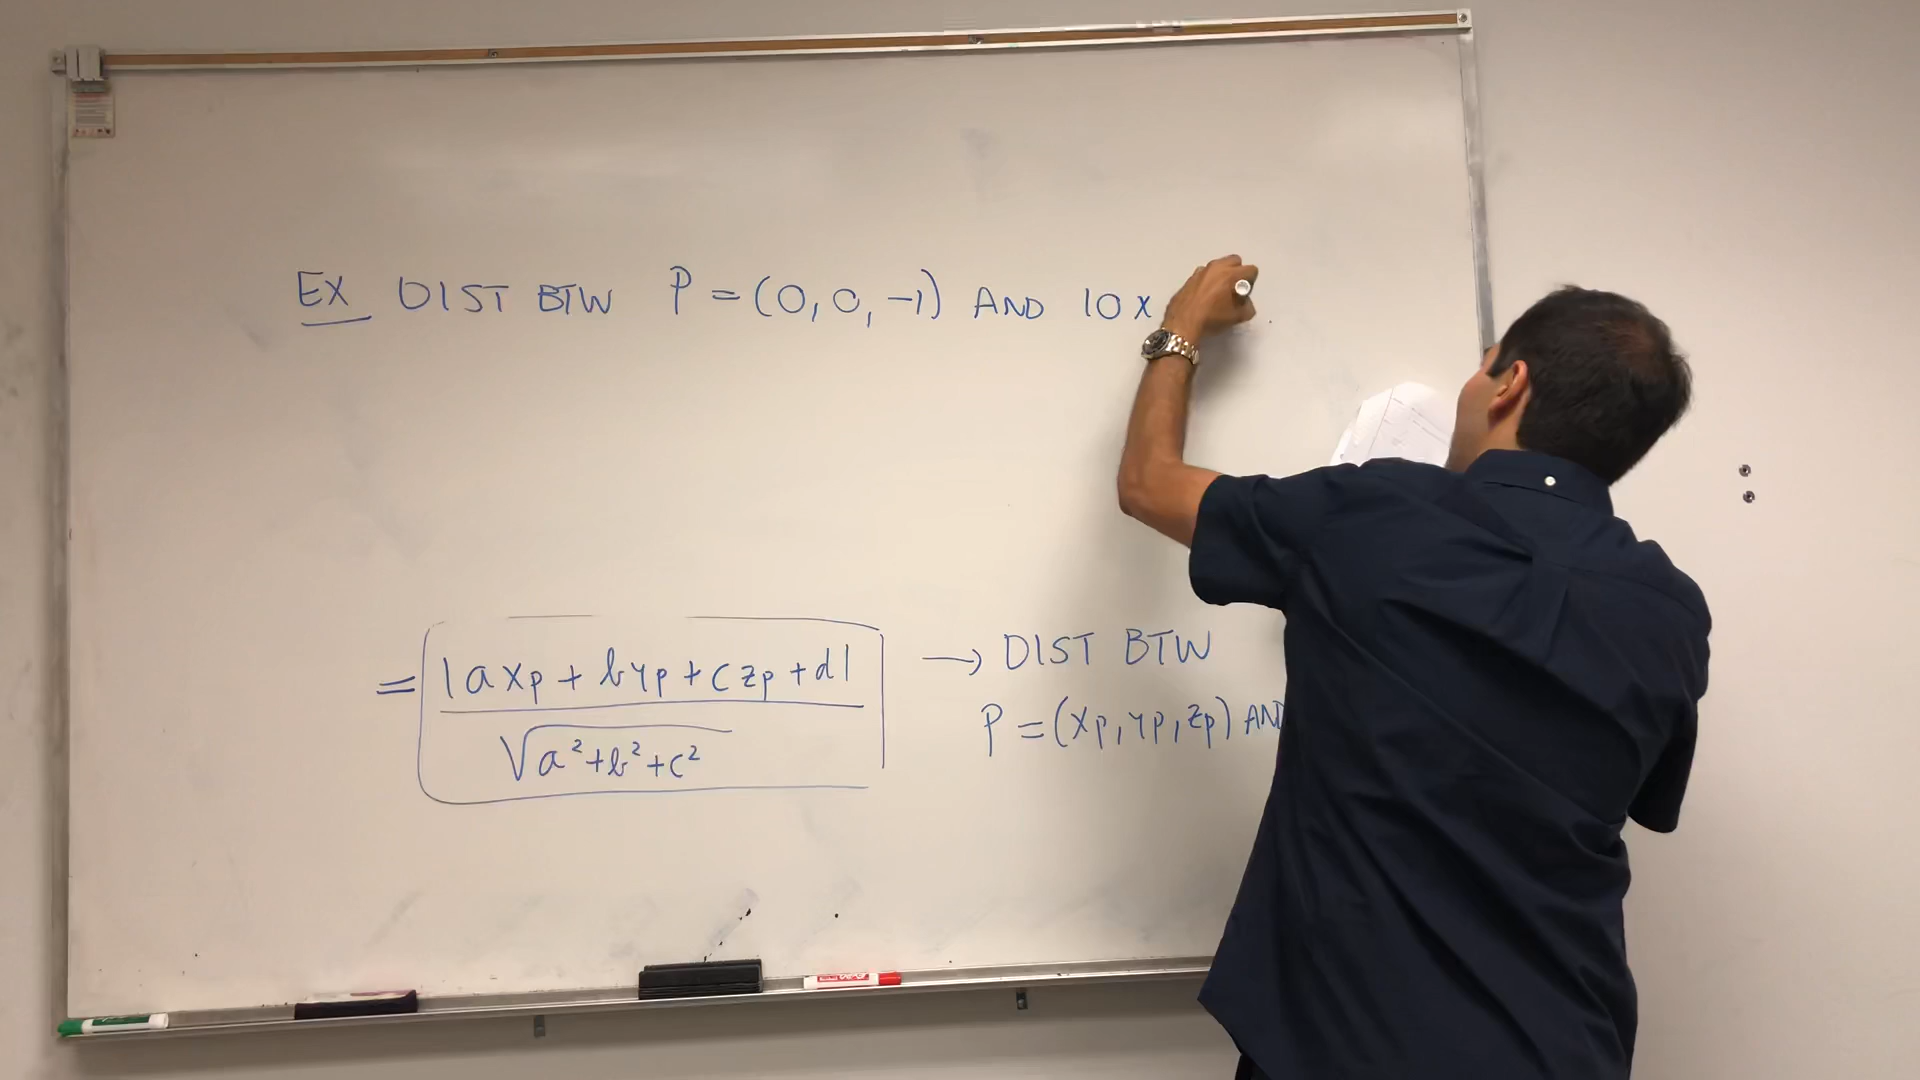 EX DIST BTW P = (0, 0, -1) AND 10x
= |axp + byp + czp + d| / √a²+b²+c²
→ DIST BTW
P = (xp, yp, zp) AND